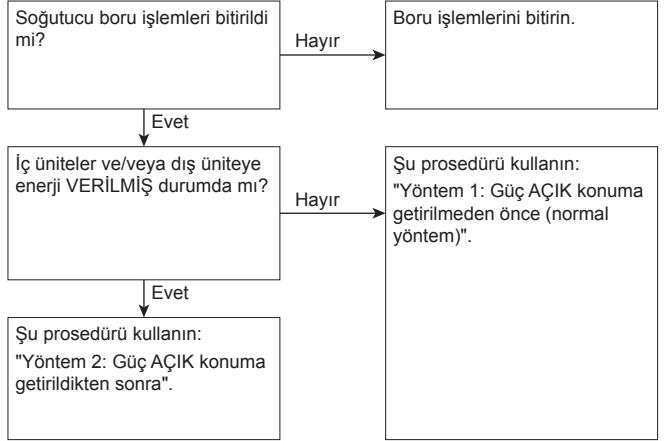 Soğutucu boru işlemleri bitirildi
mi?
Hayır
Boru işlemlerini bitirin.
Evet
İç üniteler ve/veya dış üniteye
enerji VERİLMİŞ durumda mı?
Hayır
Şu prosedürü kullanın:
"Yöntem 1: Güç AÇIK konuma
getirilmeden önce (normal
yöntem)".
Evet
Şu prosedürü kullanın:
"Yöntem 2: Güç AÇIK konuma
getirildikten sonra".